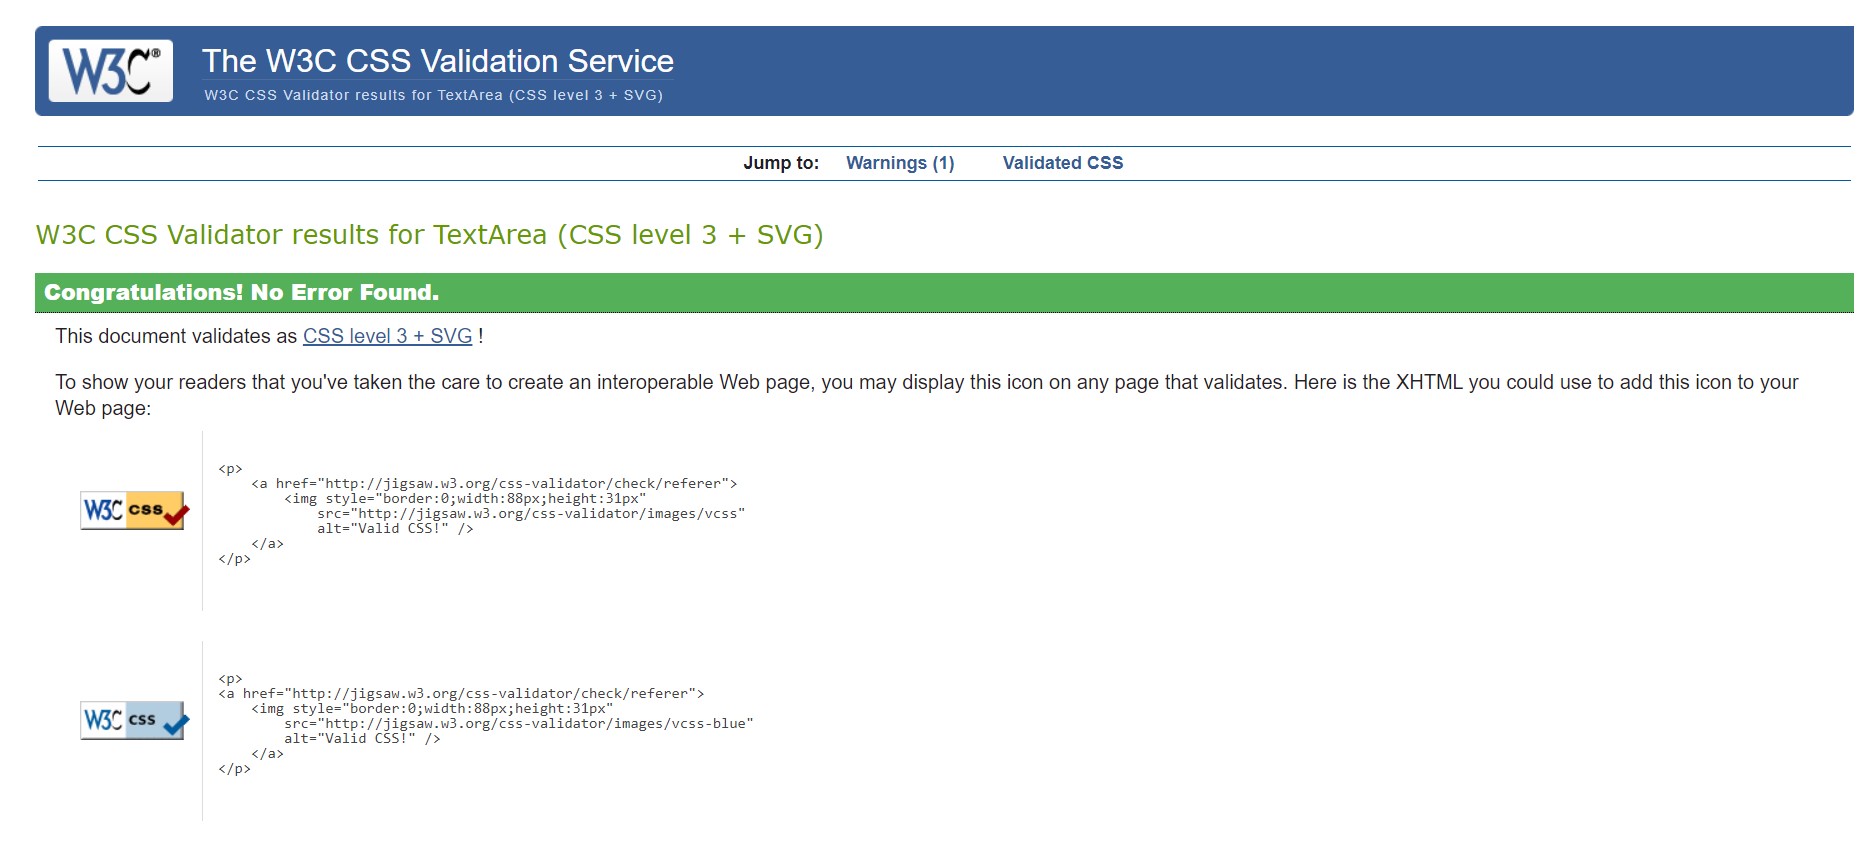 W3C®
The W3C CSS Validation Service
W3C CSS Validator results for TextArea (CSS level 3 + SVG)
Jump to: Warnings (1) Validated CSS
W3C CSS Validator results for TextArea (CSS level 3 + SVG)
Congratulations! No Error Found.
This document validates as CSS level 3 + SVG !
To show your readers that you've taken the care to create an interoperable Web page, you may display this icon on any page that validates. Here is the XHTML you could use to add this icon to your
Web page:
W3C css
<p>
    <a href="http://jigsaw.w3.org/css-validator/check/referer">
        <img style="border:0;width:88px;height:31px"
            src="http://jigsaw.w3.org/css-validator/images/vcss"
            alt="Valid CSS!" />
    </a>
</p>
W3C css
<p>
<a href="http://jigsaw.w3.org/css-validator/check/referer">
    <img style="border:0;width:88px;height:31px"
        src="http://jigsaw.w3.org/css-validator/images/vcss-blue"
        alt="Valid CSS!" />
    </a>
</p>